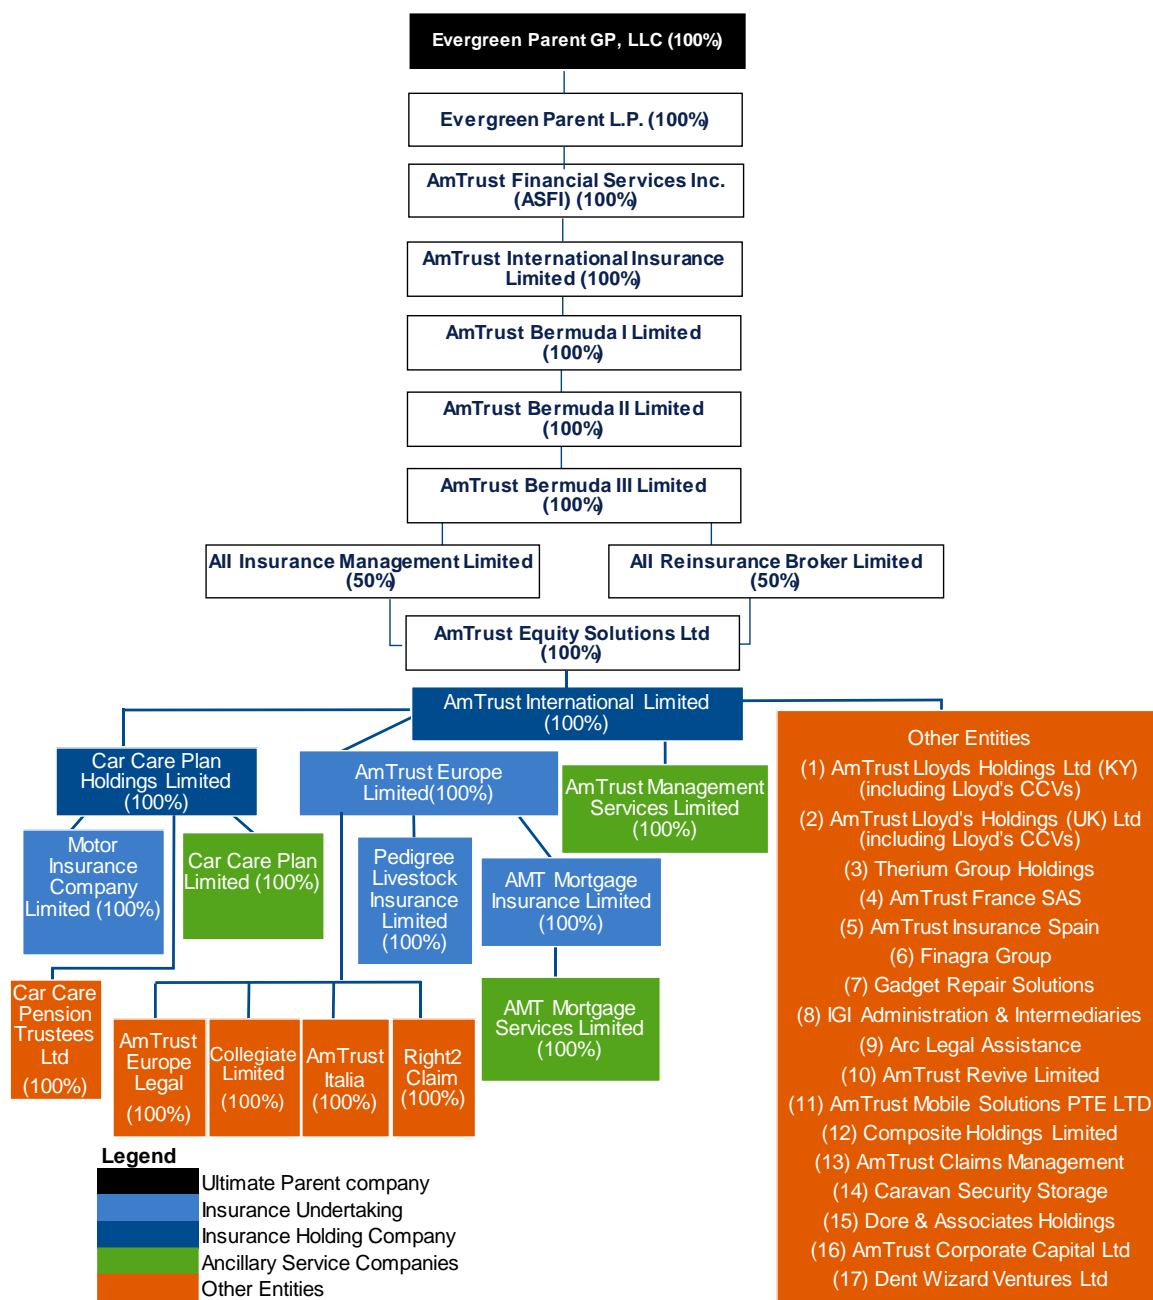 Evergreen Parent GP, LLC (100%)
Evergreen Parent L.P. (100%)
AmTrust Financial Services Inc.
(ASFI) (100%)
AmTrust International Insurance
Limited (100%)
AmTrust Bermuda I Limited
(100%)
AmTrust Bermuda II Limited
(100%)
AmTrust Bermuda III Limited
(100%)
AII Insurance Management Limited
(50%)
AII Reinsurance Broker Limited
(50%)
AmTrust Equity Solutions Ltd
(100%)
AmTrust International Limited
(100%)
Car Care Plan
Holdings Limited
(100%)
AmTrust Europe
Limited(100%)
AmTrust Management
Services Limited
(100%)
Motor
Insurance
Company
Limited (100%)
Car Care Plan
Limited (100%)
Pedigree
Livestock
Insurance
Limited
(100%)
AMT Mortgage
Insurance Limited
(100%)
Car Care
Pension
Trustees
Ltd
(100%)
AmTrust
Europe
Legal
(100%)
Collegiate
Limited
(100%)
AmTrust
Italia
(100%)
Right2
Claim
(100%)
AMT Mortgage
Services Limited
(100%)
Other Entities
(1) AmTrust Lloyds Holdings Ltd (KY)
(including Lloyd's CCVs)
(2) AmTrust Lloyd's Holdings (UK) Ltd
(including Lloyd's CCVs)
(3) Therium Group Holdings
(4) AmTrust France SAS
(5) AmTrust Insurance Spain
(6) Finagra Group
(7) Gadget Repair Solutions
(8) IGI Administration & Intermediaries
(9) Arc Legal Assistance
(10) AmTrust Revive Limited
(11) AmTrust Mobile Solutions PTE LTD
(12) Composite Holdings Limited
(13) AmTrust Claims Management
(14) Caravan Security Storage
(15) Dore & Associates Holdings
(16) AmTrust Corporate Capital Ltd
(17) Dent Wizard Ventures Ltd
Legend
Ultimate Parent company
Insurance Undertaking
Insurance Holding Company
Ancillary Service Companies
Other Entities